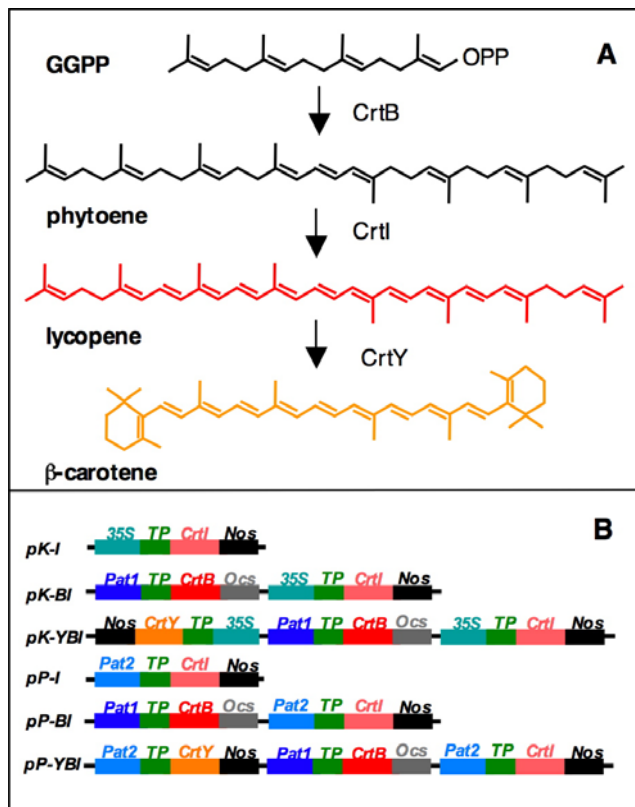 A
GGPP
OPP
CrtB
phytoene
CrtI
lycopene
CrtY
β-carotene
B
35S TP CrtI Nos
pK-I
Pat1 TP CrtB Ocs 35S TP CrtI Nos
pK-BI
Nos CrtY TP 35S Pat1 TP CrtB Ocs 35S TP CrtI Nos
pK-YBI
Pat2 TP CrtI Nos
pP-I
Pat1 TP CrtB Ocs Pat2 TP CrtI Nos
pP-BI
Pat2 TP CrtY Nos Pat1 TP CrtB Ocs Pat2 TP CrtI Nos
pP-YBI